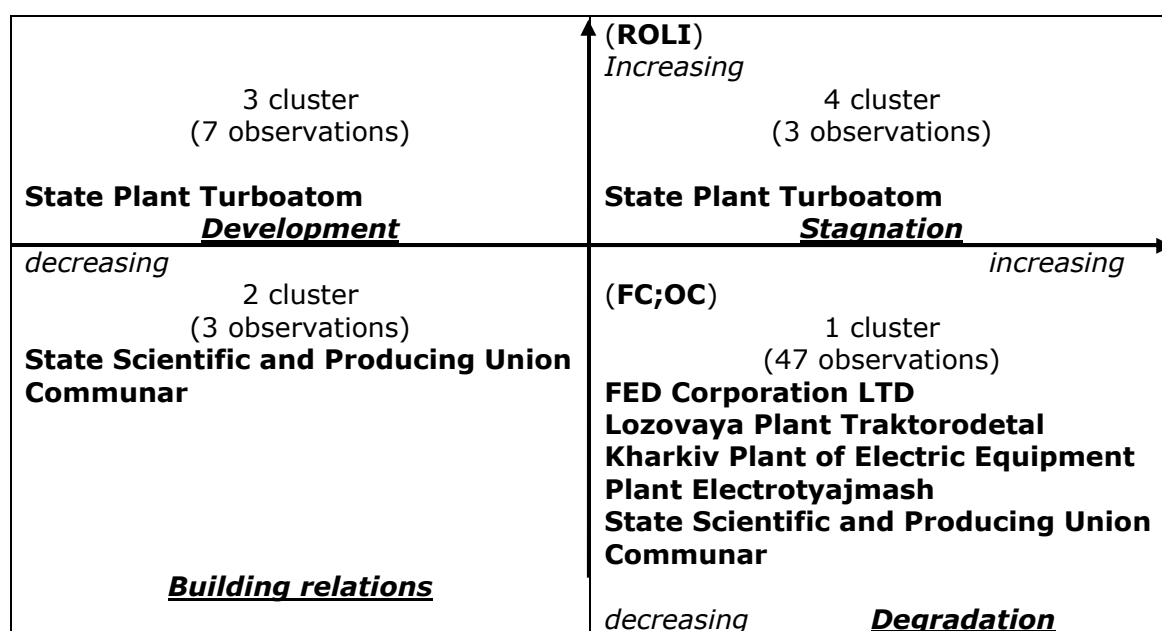 (ROLI)
Increasing
3 cluster
(7 observations)
State Plant Turboatom
Development
4 cluster
(3 observations)
State Plant Turboatom
Stagnation
decreasing
2 cluster
(3 observations)
State Scientific and Producing Union
Communar
Building relations
increasing
(FC;OC)
1 cluster
(47 observations)
FED Corporation LTD
Lozovaya Plant Traktorodetal
Kharkiv Plant of Electric Equipment
Plant Electrotyajmash
State Scientific and Producing Union
Communar
decreasing Degradation